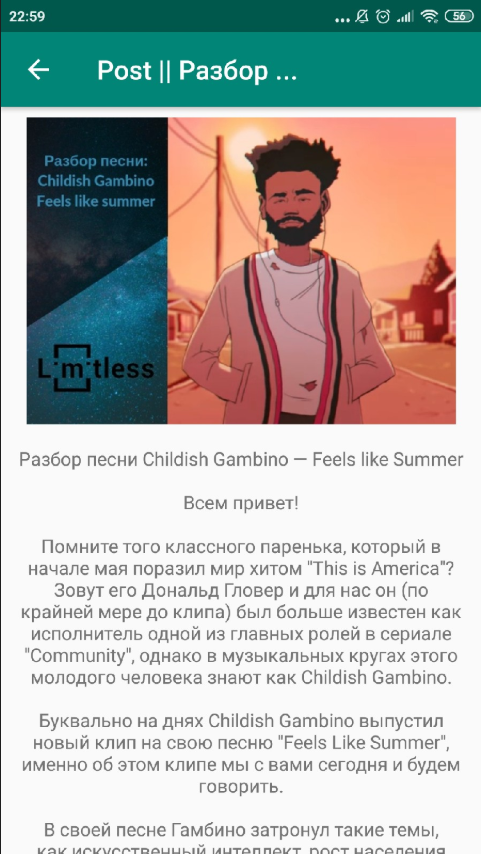 22:59
56
Post || Разбор ...
Разбор песни:
Childish Gambino
Feels like summer
L:m:tless
Разбор песни Childish Gambino — Feels like Summer
Всем привет!
Помните того классного паренька, который в
начале мая поразил мир хитом "This is America"?
Зовут его Дональд Гловер и для нас он (по
крайней мере до клипа) был больше известен как
исполнитель одной из главных ролей в сериале
"Community", однако в музыкальных кругах этого
молодого человека знают как Childish Gambino.
Буквально на днях Childish Gambino выпустил
новый клип на свою песню "Feels Like Summer",
именно об этом клипе мы с вами сегодня и будем
говорить.
В своей песне Гамбино затронул такие темы,
как искусственный интеллект, рост населения